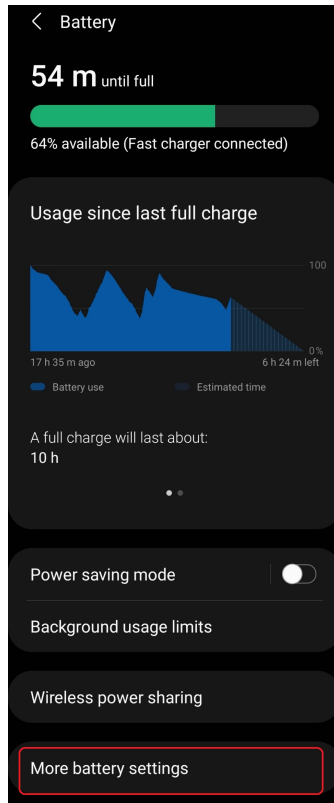 Battery
54 m until full
64% available (Fast charger connected)
Usage since last full charge
100
0%
17 h 35 m ago 6 h 24 m left
Battery use Estimated time
A full charge will last about:
10 h
Power saving mode
Background usage limits
Wireless power sharing
More battery settings